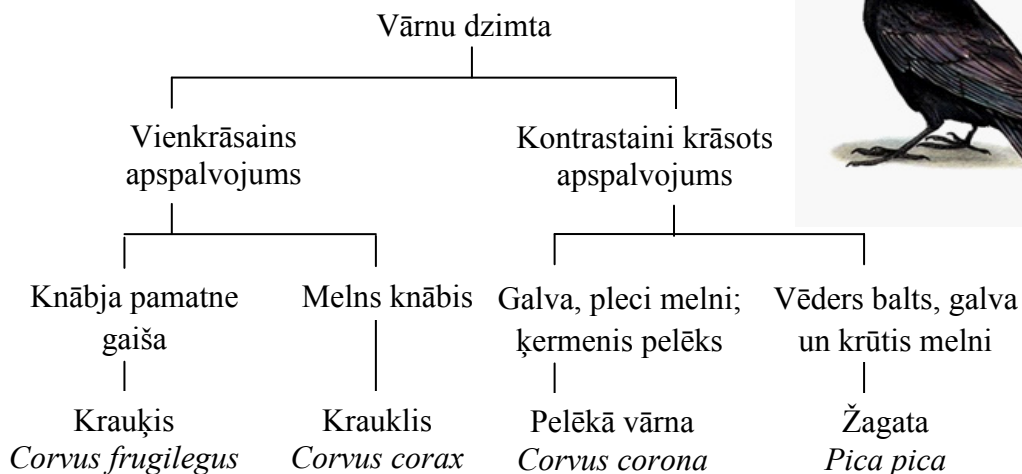 Vārnu dzimta
Vienkrāsains
apspalvojums
Kontrastaini krāsots
apspalvojums
Knābja pamatne
gaiša
Melns knābis
Galva, pleci melni;
ķermenis pelēks
Vēders balts, galva
un krūtis melni
Krauķis
Corvus frugilegus
Krauklis
Corvus corax
Pelēkā vārna
Corvus corona
Žagata
Pica pica